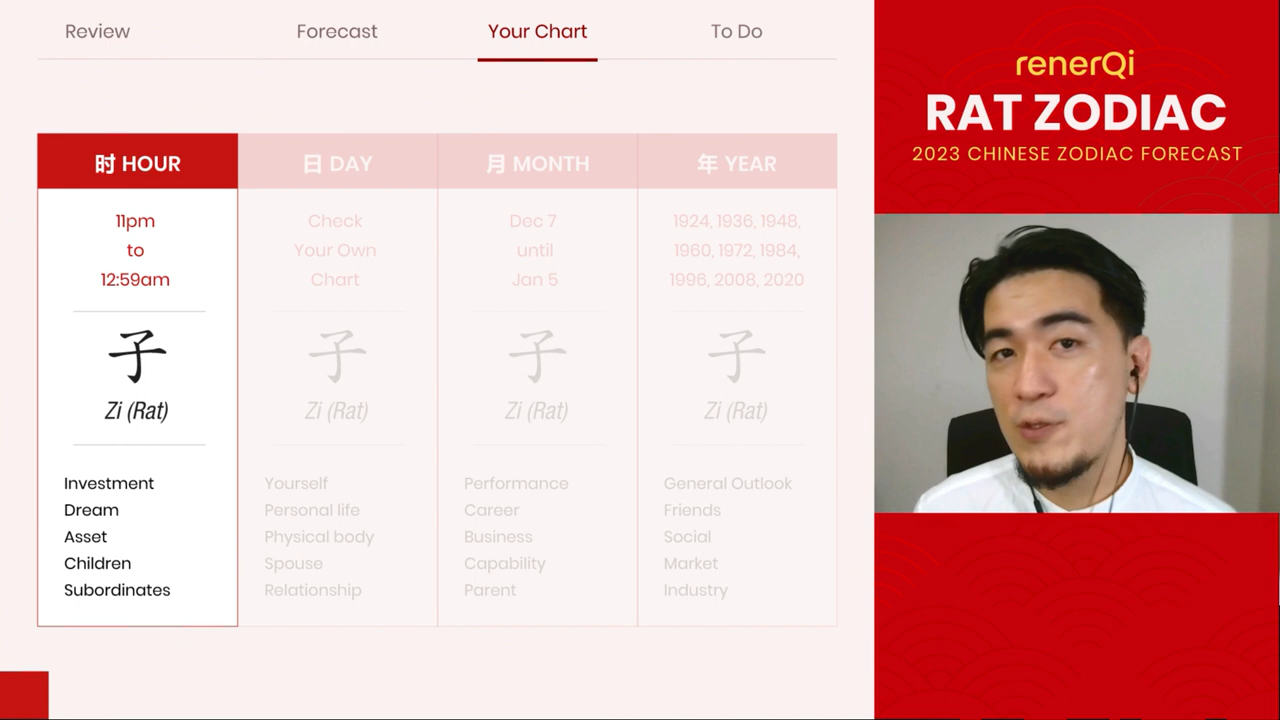 Review
Forecast
Your Chart
To Do
时 HOUR
11pm
to
12:59am
子
Zi (Rat)
Investment
Dream
Asset
Children
Subordinates
日 DAY
Check
Your Own
Chart
子
Zi (Rat)
Yourself
Personal life
Physical body
Spouse
Relationship
月 MONTH
Dec 7
until
Jan 5
子
Zi (Rat)
Performance
Career
Business
Capability
Parent
年 YEAR
1924, 1936, 1948,
1960, 1972, 1984,
1996, 2008, 2020
子
Zi (Rat)
General Outlook
Friends
Social
Market
Industry
renerQi
RAT ZODIAC
2023 CHINESE ZODIAC FORECAST